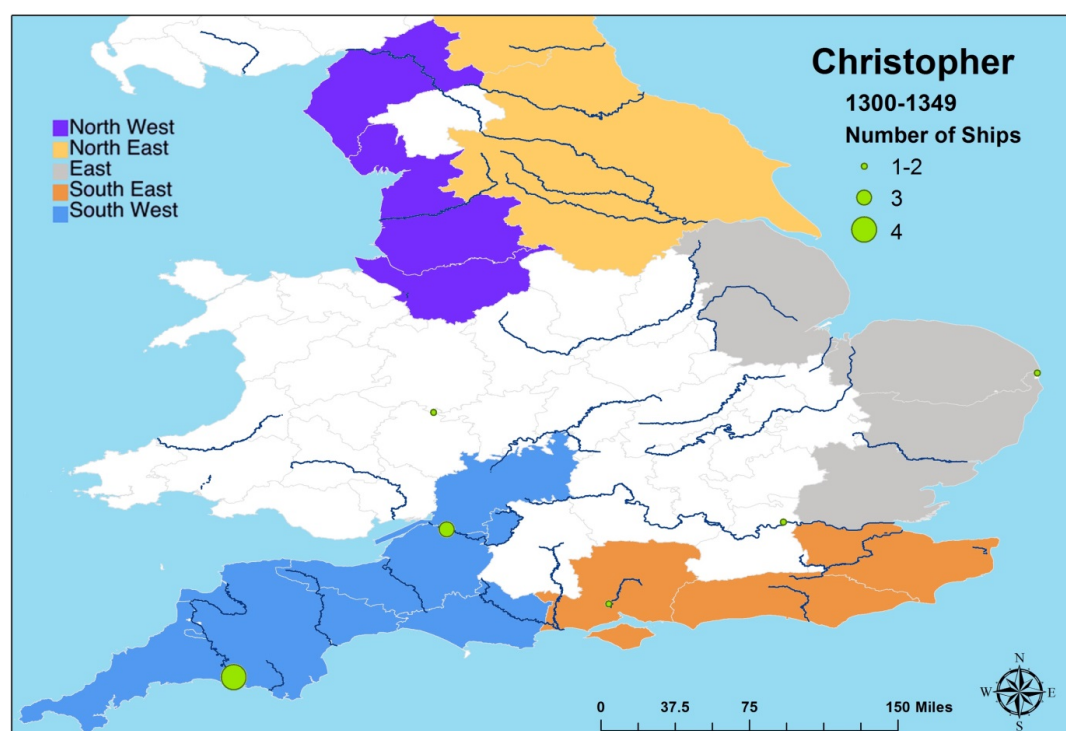 Christopher
1300-1349
Number of Ships
1-2
3
4
North West
North East
East
South East
South West
N
W E
S
0 37.5 75 150 Miles